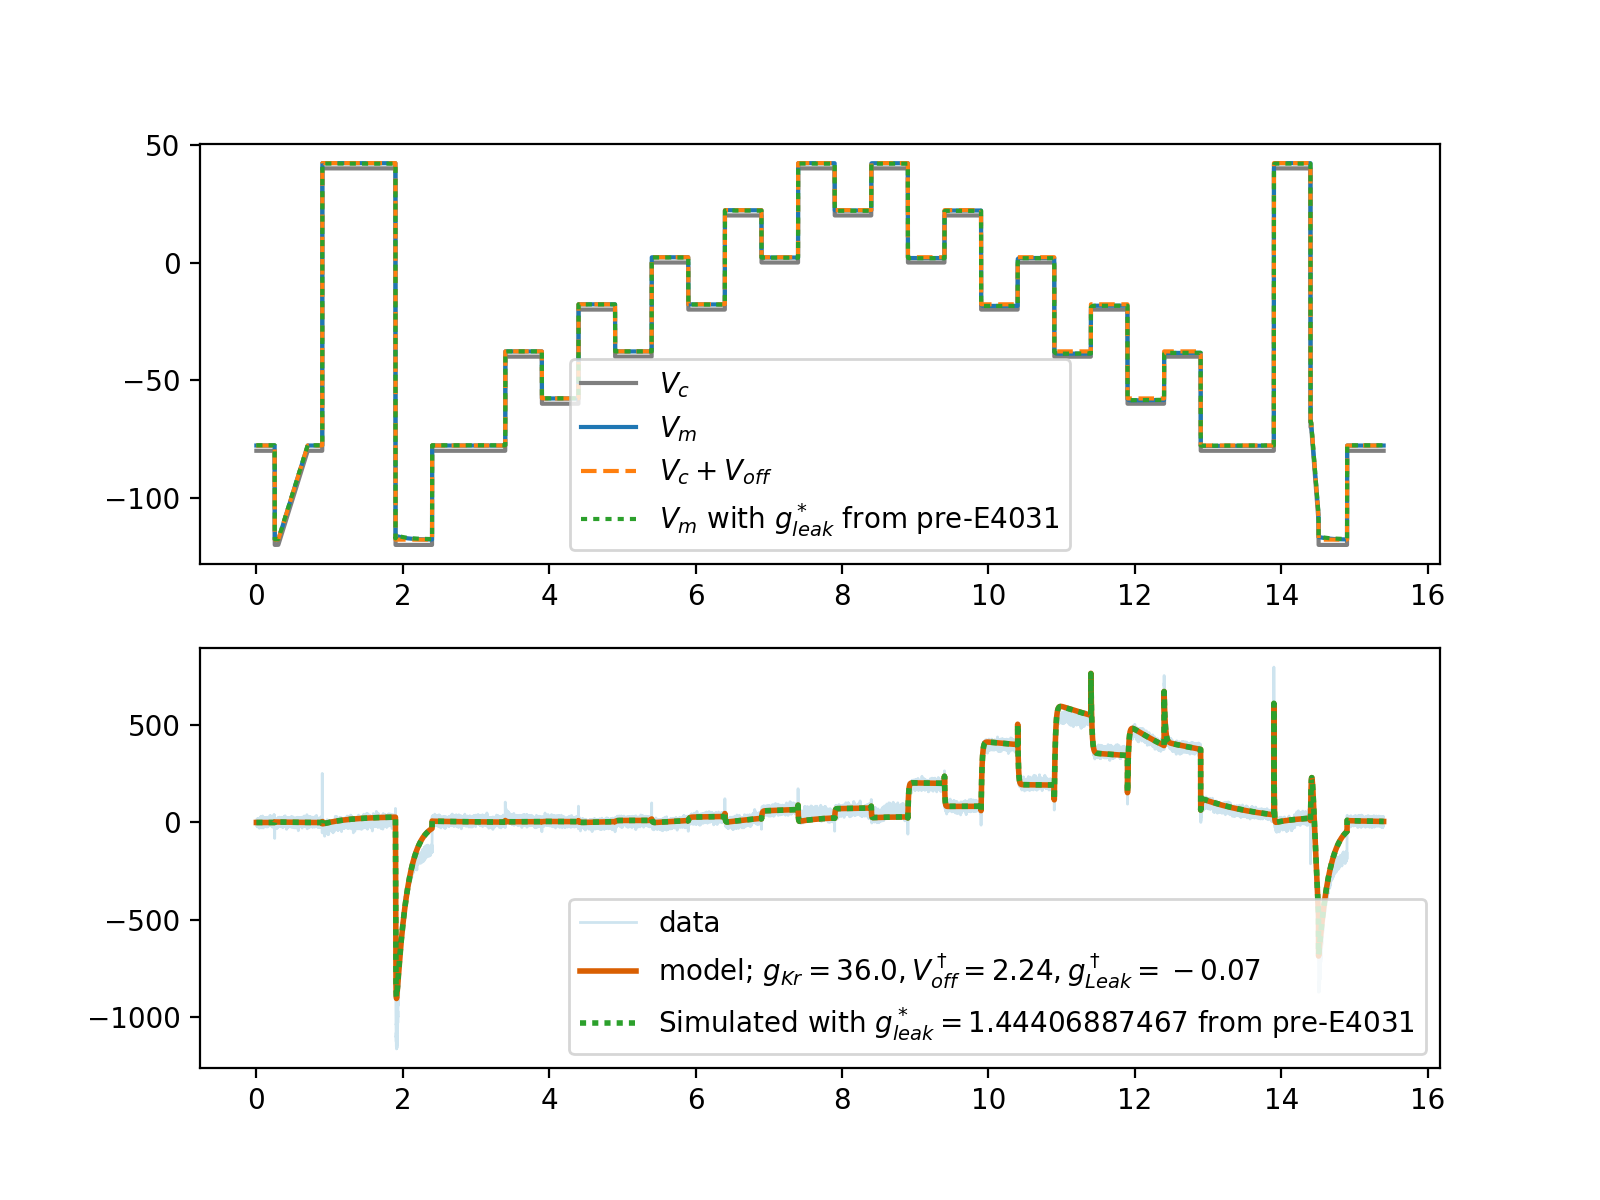 50
0
−50
−100
V_c
V_m
V_c + V_off
V_m with g*_leak from pre-E4031
0 2 4 6 8 10 12 14 16
500
0
−500
−1000
data
model; g_Kr = 36.0, V†_off = 2.24, g†_Leak = −0.07
Simulated with g*_leak = 1.44406887467 from pre-E4031
0 2 4 6 8 10 12 14 16